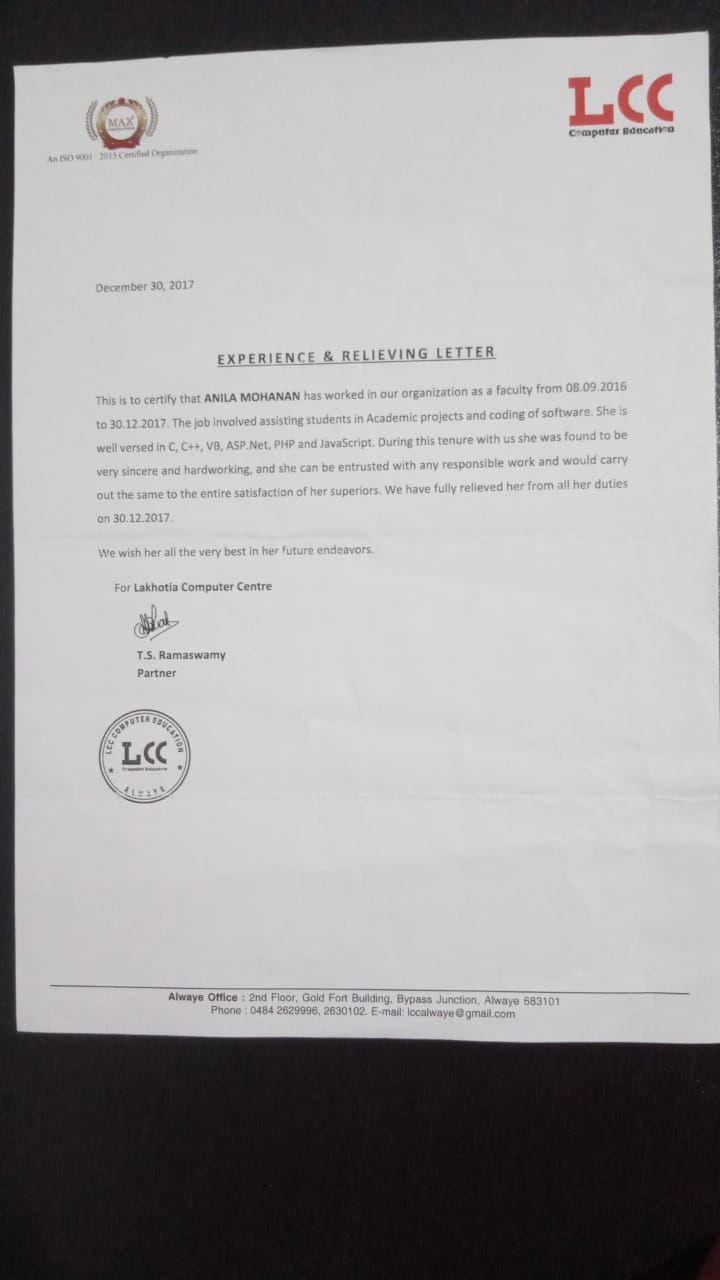 MAX
An ISO 9001 : 2015 Certified Organization
LCC
Computer Education
December 30, 2017
EXPERIENCE & RELIEVING LETTER
This is to certify that ANILA MOHANAN has worked in our organization as a faculty from 08.09.2016
to 30.12.2017. The job involved assisting students in Academic projects and coding of software. She is
well versed in C, C++, VB, ASP.Net, PHP and JavaScript. During this tenure with us she was found to be
very sincere and hardworking, and she can be entrusted with any responsible work and would carry
out the same to the entire satisfaction of her superiors. We have fully relieved her from all her duties
on 30.12.2017.
We wish her all the very best in her future endeavors.
For Lakhotia Computer Centre
T.S. Ramaswamy
Partner
LCC COMPUTER EDUCATION
LCC
Computer Education
ALWAYE
Alwaye Office : 2nd Floor, Gold Fort Building, Bypass Junction, Alwaye 683101
Phone : 0484 2629996, 2630102. E-mail: lccalwaye@gmail.com